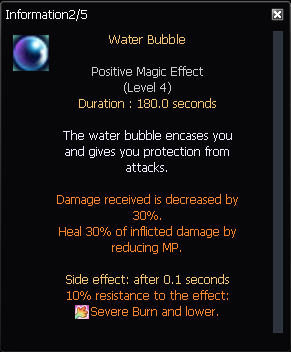 Information2/5
Water Bubble
Positive Magic Effect
(Level 4)
Duration : 180.0 seconds
The water bubble encases you
and gives you protection from
attacks.
Damage received is decreased by
30%.
Heal 30% of inflicted damage by
reducing MP.
Side effect: after 0.1 seconds
10% resistance to the effect:
Severe Burn and lower.